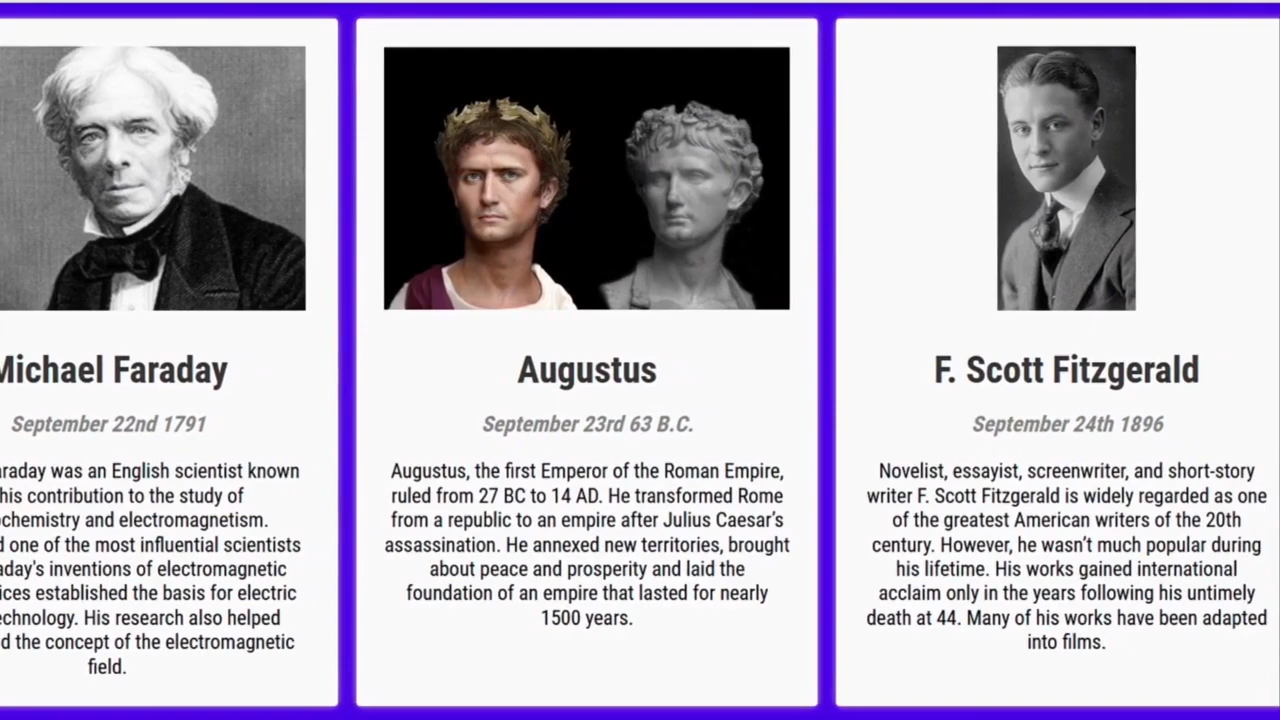 Michael Faraday
September 22nd 1791
araday was an English scientist known
his contribution to the study of
ochemistry and electromagnetism.
d one of the most influential scientists
aday's inventions of electromagnetic
ices established the basis for electric
echnology. His research also helped
d the concept of the electromagnetic
field.
Augustus
September 23rd 63 B.C.
Augustus, the first Emperor of the Roman Empire,
ruled from 27 BC to 14 AD. He transformed Rome
from a republic to an empire after Julius Caesar's
assassination. He annexed new territories, brought
about peace and prosperity and laid the
foundation of an empire that lasted for nearly
1500 years.
F. Scott Fitzgerald
September 24th 1896
Novelist, essayist, screenwriter, and short-story
writer F. Scott Fitzgerald is widely regarded as one
of the greatest American writers of the 20th
century. However, he wasn't much popular during
his lifetime. His works gained international
acclaim only in the years following his untimely
death at 44. Many of his works have been adapted
into films.